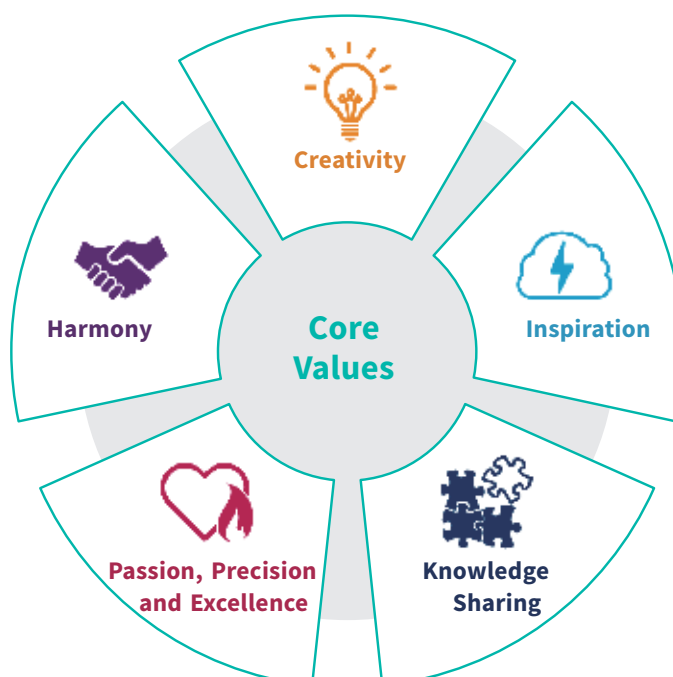 Creativity
Inspiration
Knowledge
Sharing
Passion, Precision
and Excellence
Harmony
Core
Values